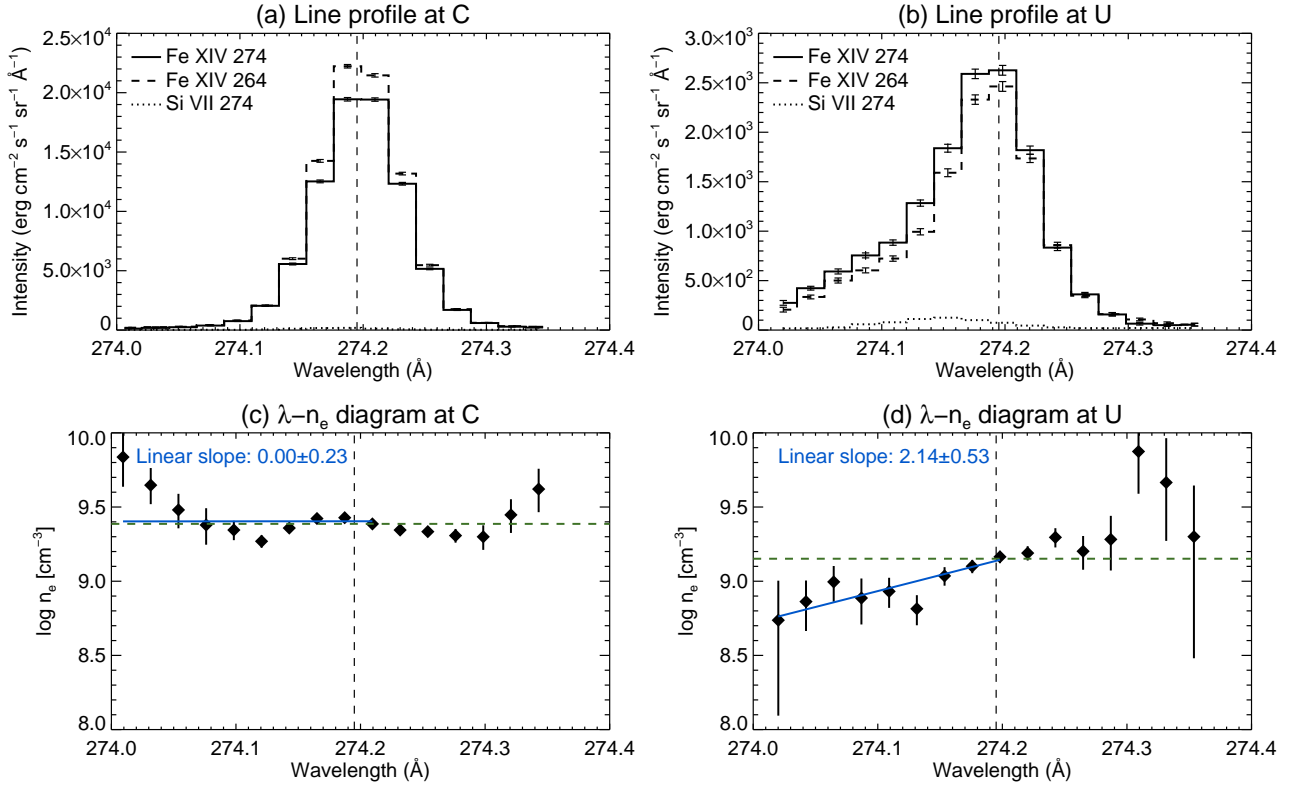 (a) Line profile at C
Intensity (erg cm⁻² s⁻¹ sr⁻¹ Å⁻¹)
2.5×10⁴
2.0×10⁴
1.5×10⁴
1.0×10⁴
5.0×10³
0
Fe XIV 274
Fe XIV 264
Si VII 274
274.0 274.1 274.2 274.3 274.4
Wavelength (Å)
(b) Line profile at U
Intensity (erg cm⁻² s⁻¹ sr⁻¹ Å⁻¹)
3.0×10³
2.5×10³
2.0×10³
1.5×10³
1.0×10³
5.0×10²
0
Fe XIV 274
Fe XIV 264
Si VII 274
274.0 274.1 274.2 274.3 274.4
Wavelength (Å)
(c) λ−nₑ diagram at C
log nₑ [cm⁻³]
10.0
9.5
9.0
8.5
8.0
Linear slope: 0.00±0.23
274.0 274.1 274.2 274.3 274.4
Wavelength (Å)
(d) λ−nₑ diagram at U
log nₑ [cm⁻³]
10.0
9.5
9.0
8.5
8.0
Linear slope: 2.14±0.53
274.0 274.1 274.2 274.3 274.4
Wavelength (Å)